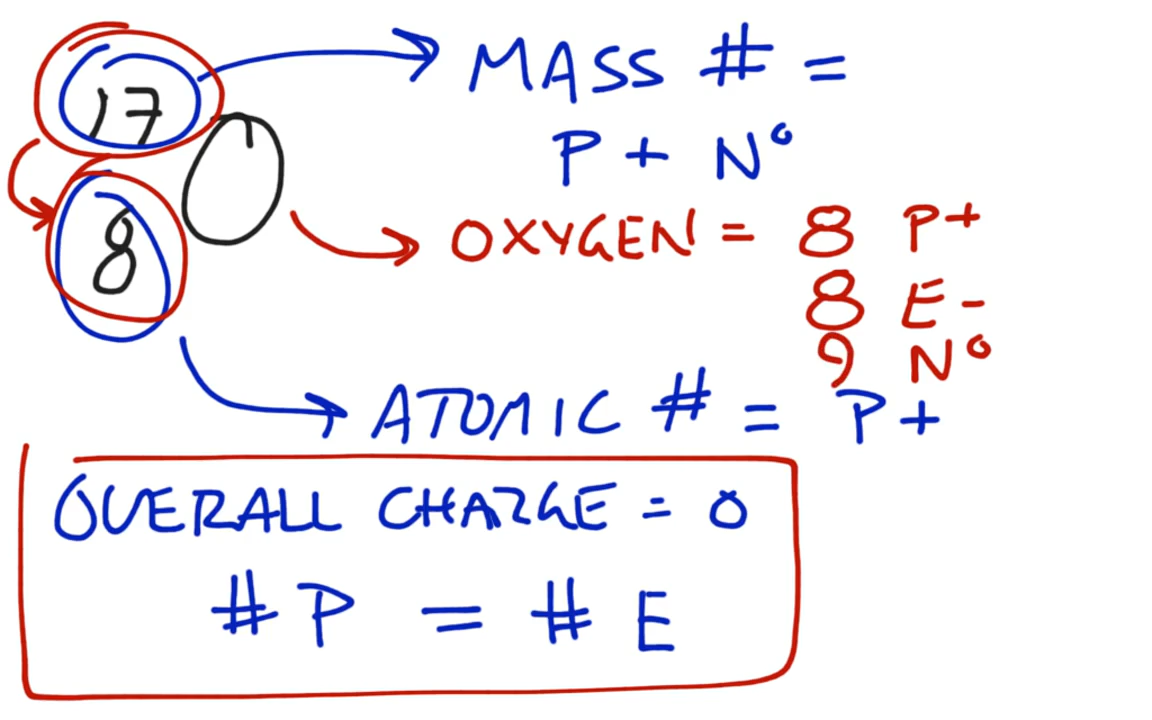 17 MASS # =
O P + N°
8 OXYGEN = 8 P+
8 E-
9 N°
ATOMIC # = P+
OVERALL CHARGE = 0
# P = # E